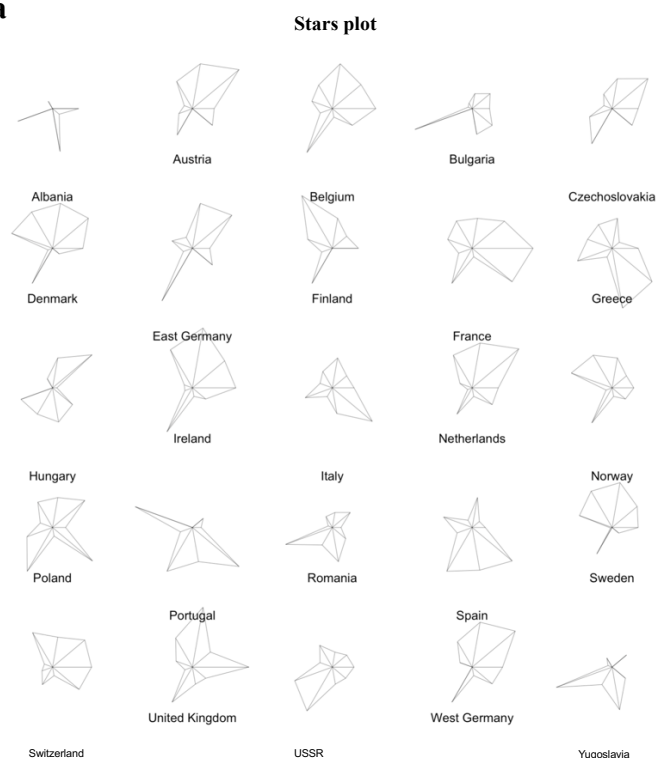 a
Stars plot
Austria
Bulgaria
Albania
Belgium
Czechoslovakia
Denmark
Finland
Greece
East Germany
France
Ireland
Netherlands
Hungary
Italy
Norway
Poland
Romania
Sweden
Portugal
Spain
United Kingdom
West Germany
Switzerland
USSR
Yugoslavia